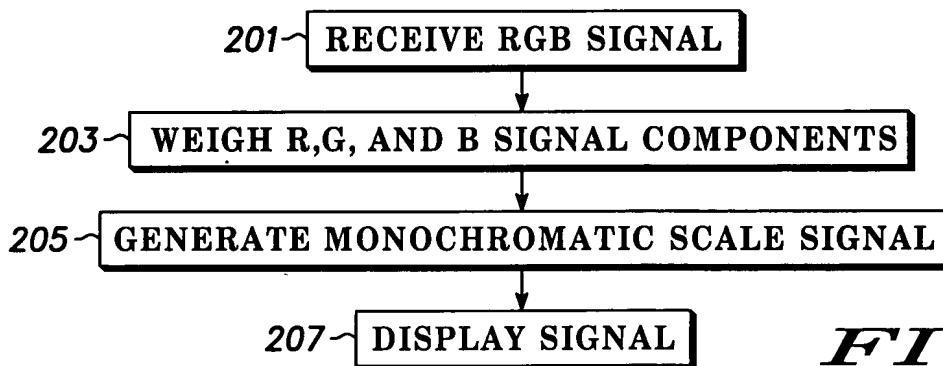 201 RECEIVE RGB SIGNAL
203 WEIGH R,G, AND B SIGNAL COMPONENTS
205 GENERATE MONOCHROMATIC SCALE SIGNAL
207 DISPLAY SIGNAL
FI